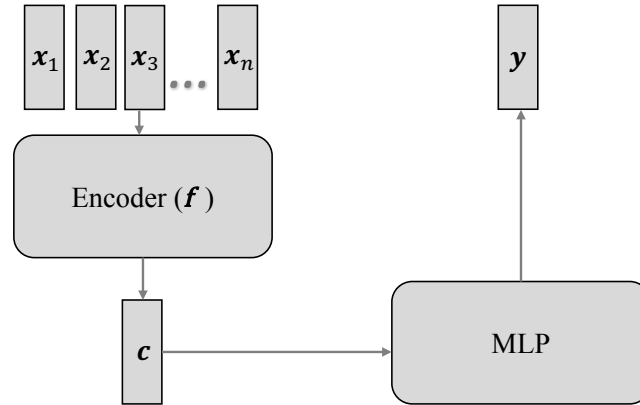 x₁ x₂ x₃ ... xₙ
y
Encoder (f )
c
MLP